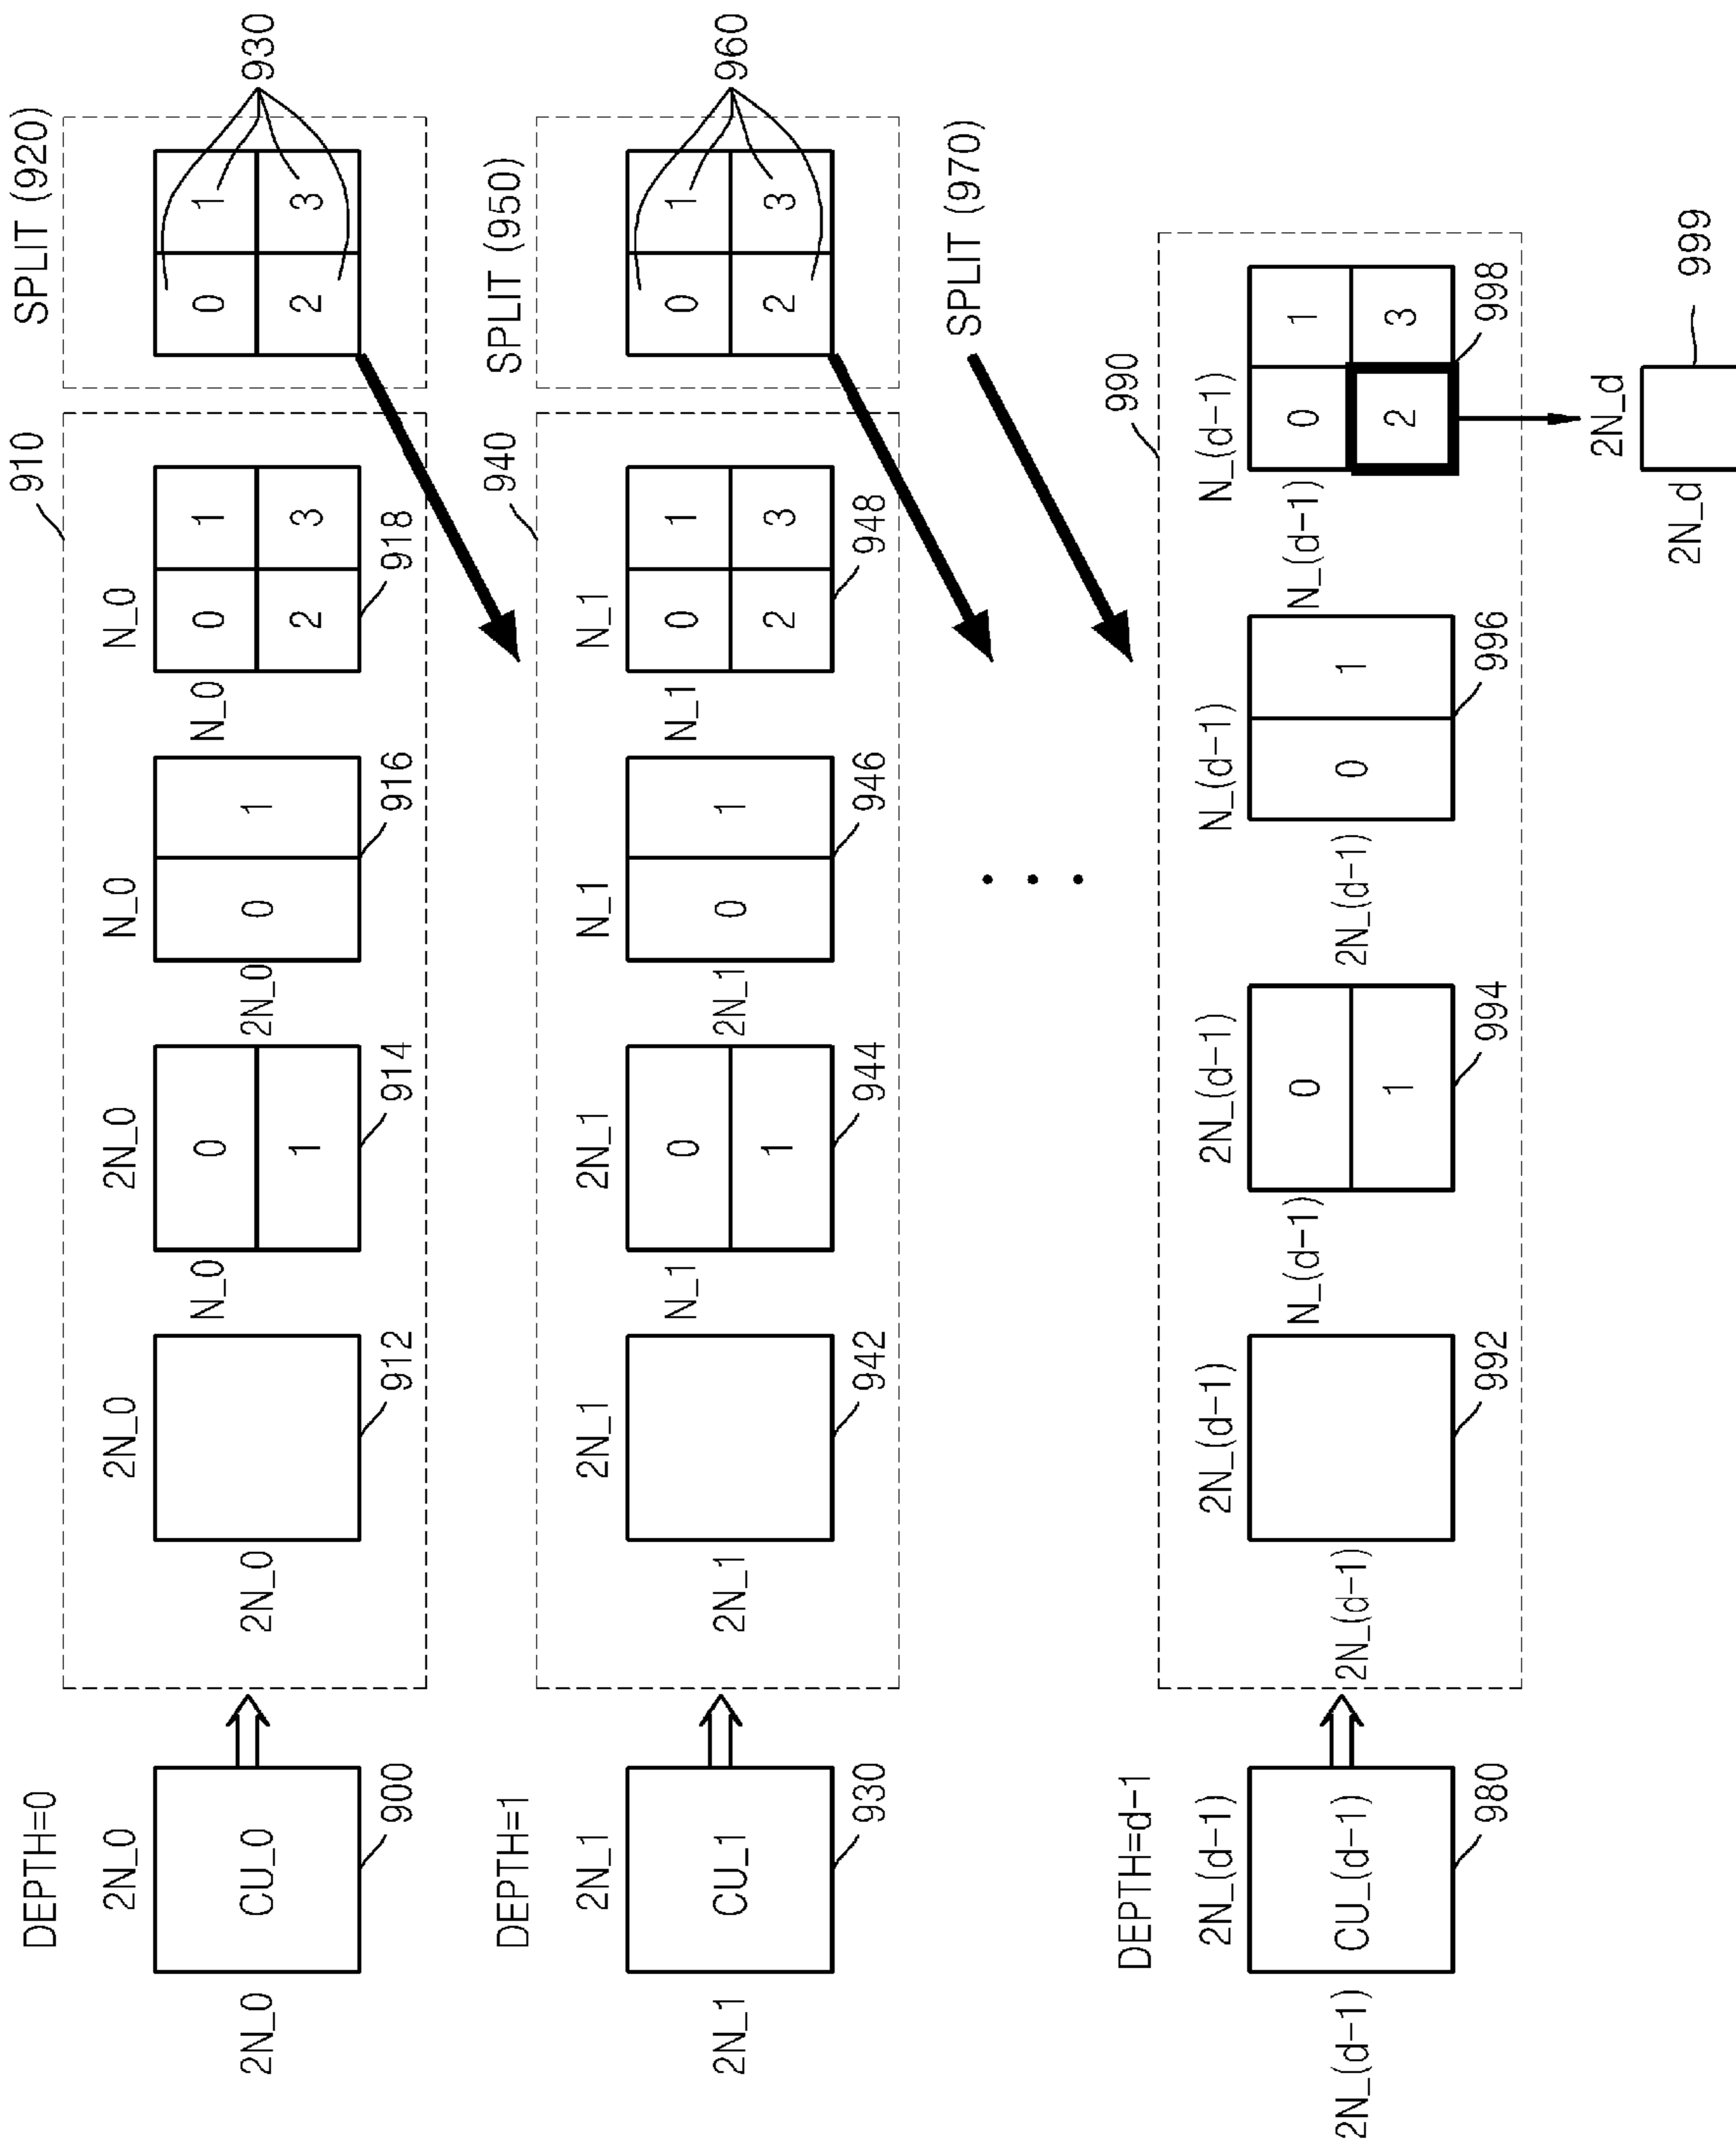 DEPTH=0
2N_0
2N_0
CU_0
900
910
2N_0
2N_0
912
2N_0
N_0
0
1
914
N_0
2N_0
0
1
916
N_0
N_0
0
1
2
3
918
SPLIT (920)
0
1
2
3
930
DEPTH=1
2N_1
2N_1
CU_1
930
940
2N_1
2N_1
942
2N_1
N_1
0
1
944
N_1
2N_1
0
1
946
N_1
N_1
0
1
2
3
948
SPLIT (950)
0
1
2
3
960
SPLIT (970)
DEPTH=d-1
2N_(d-1)
2N_(d-1)
CU_(d-1)
980
990
2N_(d-1)
2N_(d-1)
992
2N_(d-1)
N_(d-1)
0
1
994
N_(d-1)
2N_(d-1)
0
1
996
N_(d-1)
N_(d-1)
0
1
2
3
998
2N_d
2N_d
999